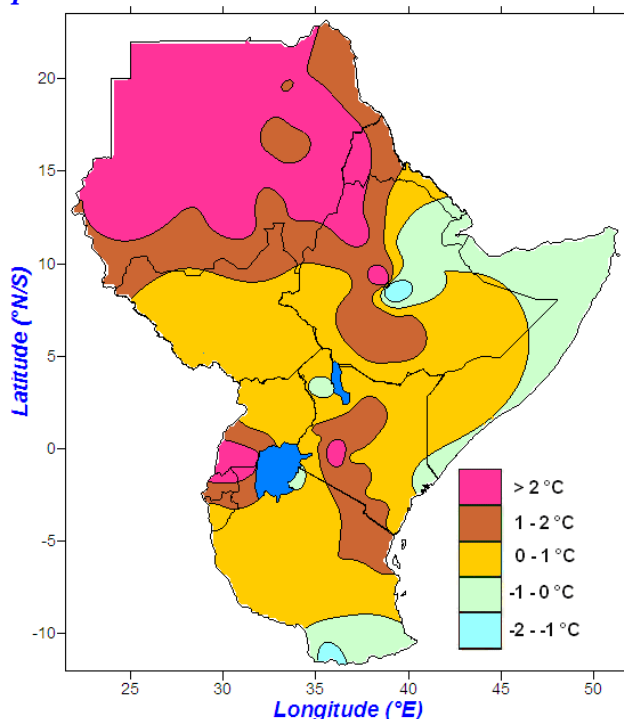 20
15
10
5
0
-5
-10
Latitude (°N/S)
> 2 °C
1 - 2 °C
0 - 1 °C
-1 - 0 °C
-2 - -1 °C
25 30 35 40 45 50
Longitude (°E)